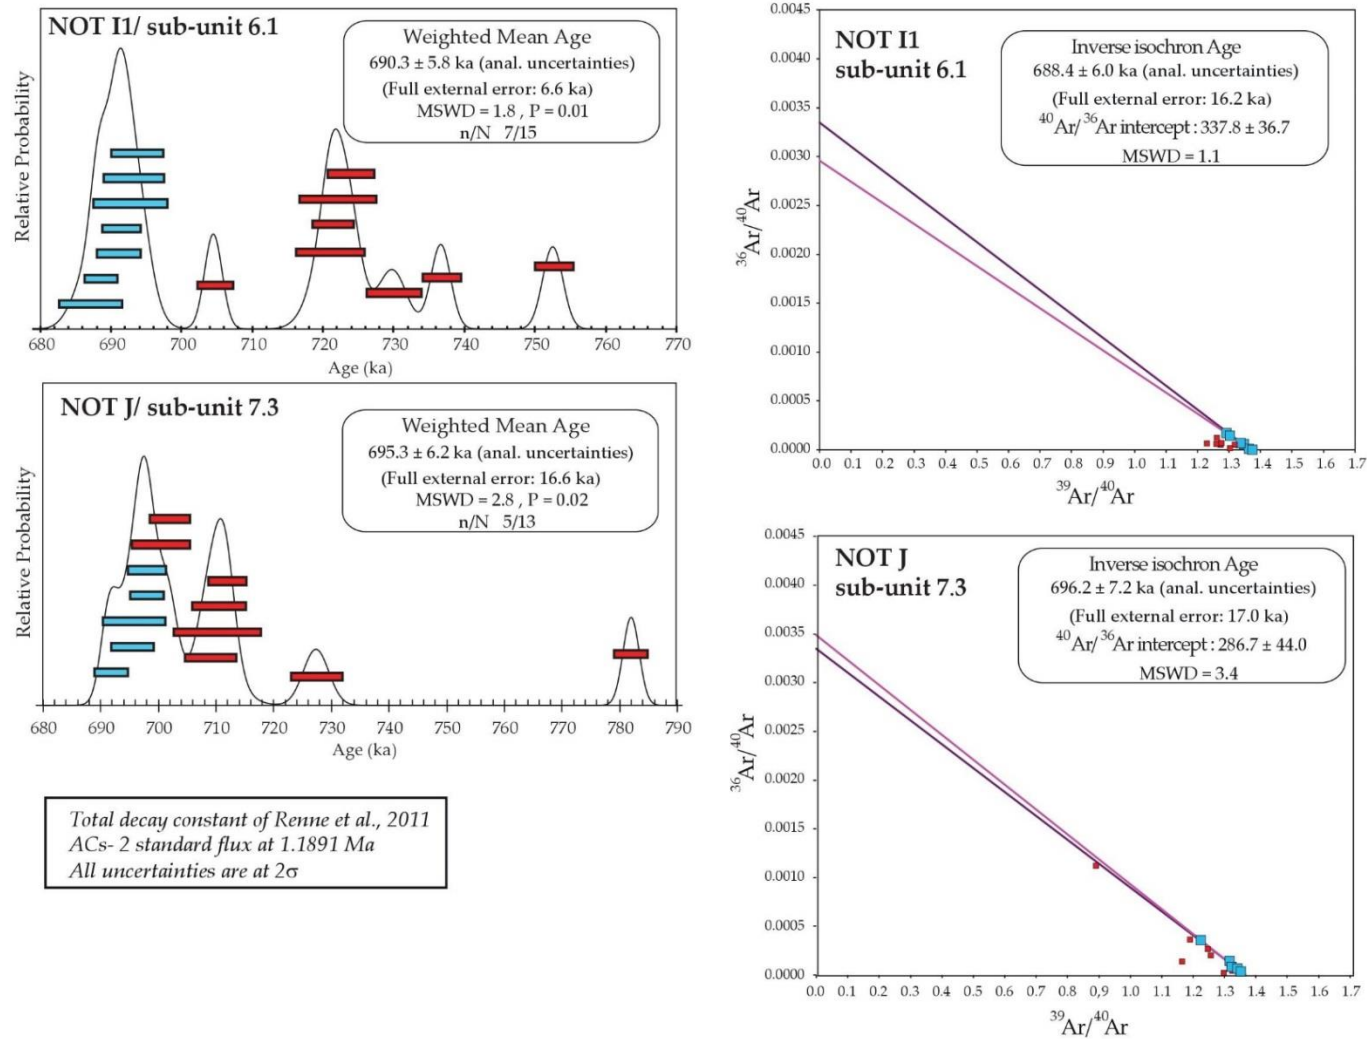 NOT I1/ sub-unit 6.1
Weighted Mean Age
690.3 ± 5.8 ka (anal. uncertainties)
(Full external error: 6.6 ka)
MSWD = 1.8 , P = 0.01
n/N 7/15
Relative Probability
680 690 700 710 720 730 740 750 760 770
Age (ka)
NOT J/ sub-unit 7.3
Weighted Mean Age
695.3 ± 6.2 ka (anal. uncertainties)
(Full external error: 16.6 ka)
MSWD = 2.8 , P = 0.02
n/N 5/13
Relative Probability
680 690 700 710 720 730 740 750 760 770 780 790
Age (ka)
Total decay constant of Renne et al., 2011
ACs- 2 standard flux at 1.1891 Ma
All uncertainties are at 2σ
NOT I1
sub-unit 6.1
Inverse isochron Age
688.4 ± 6.0 ka (anal. uncertainties)
(Full external error: 16.2 ka)
40Ar/36Ar intercept : 337.8 ± 36.7
MSWD = 1.1
36Ar/40Ar
0.0045
0.0040
0.0035
0.0030
0.0025
0.0020
0.0015
0.0010
0.0005
0.0000
0.0 0.1 0.2 0.3 0.4 0.5 0.6 0.7 0.8 0.9 1.0 1.1 1.2 1.3 1.4 1.5 1.6 1.7
39Ar/40Ar
NOT J
sub-unit 7.3
Inverse isochron Age
696.2 ± 7.2 ka (anal. uncertainties)
(Full external error: 17.0 ka)
40Ar/36Ar intercept : 286.7 ± 44.0
MSWD = 3.4
36Ar/40Ar
0.0045
0.0040
0.0035
0.0030
0.0025
0.0020
0.0015
0.0010
0.0005
0.0000
0.0 0.1 0.2 0.3 0.4 0.5 0.6 0.7 0.8 0,9 1.0 1.1 1.2 1.3 1.4 1.5 1.6 1.7
39Ar/40Ar